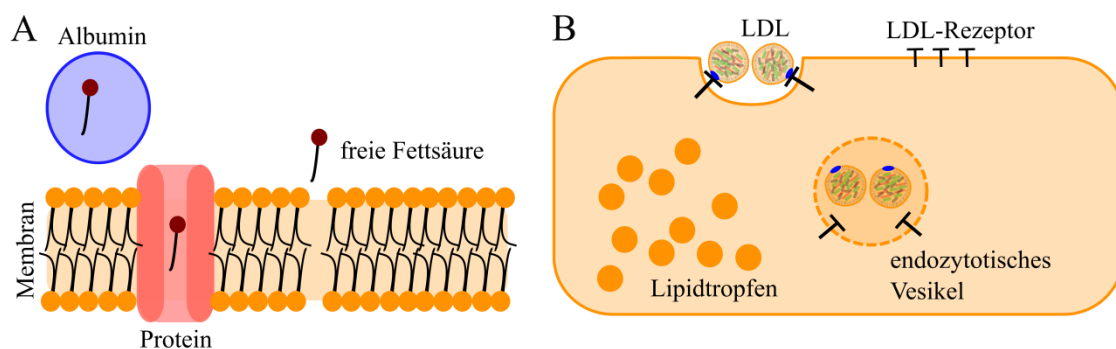 A
Albumin
freie Fettsäure
Membran
Protein
B
LDL
LDL-Rezeptor
Lipidtropfen
endozytotisches
Vesikel